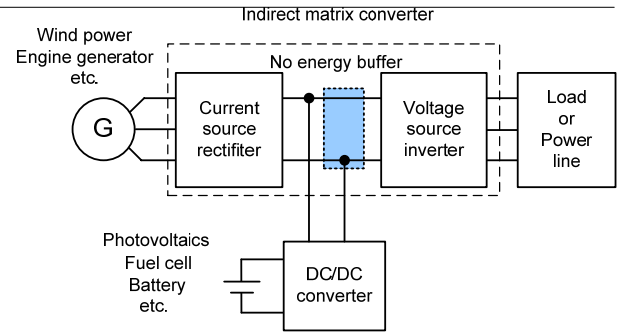 Indirect matrix converter
Wind power
Engine generator
etc.
No energy buffer
G
Current
source
rectifiter
Voltage
source
inverter
Load
or
Power
line
Photovoltaics
Fuel cell
Battery
etc.
DC/DC
converter